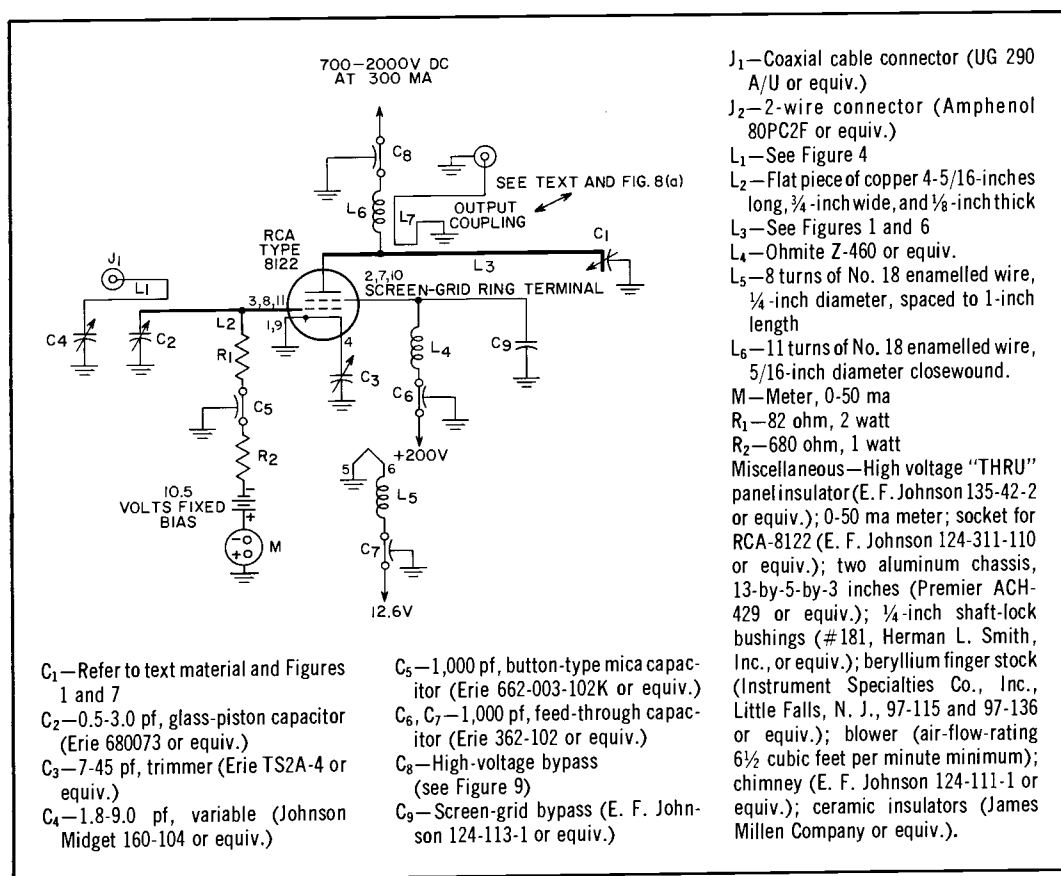 700–2000V DC
AT 300 MA
C8
SEE TEXT AND FIG. 8(a)
L6
L7
OUTPUT
COUPLING
C1
RCA
TYPE
8122
L3
J1
L1
2,7,10
SCREEN-GRID RING TERMINAL
3,8,11
1,9
4
L2
C4
C2
R1
C3
L4
C9
C5
C6
R2
+200V
5
6
10.5
VOLTS FIXED
BIAS
−
+
L5
−
+
M
C7
12.6V
C₁—Refer to text material and Figures
1 and 7
C₂—0.5-3.0 pf, glass-piston capacitor
(Erie 680073 or equiv.)
C₃—7-45 pf, trimmer (Erie TS2A-4 or
equiv.)
C₄—1.8-9.0 pf, variable (Johnson
Midget 160-104 or equiv.)
C₅—1,000 pf, button-type mica capac-
itor (Erie 662-003-102K or equiv.)
C₆, C₇—1,000 pf, feed-through capac-
itor (Erie 362-102 or equiv.)
C₈—High-voltage bypass
(see Figure 9)
C₉—Screen-grid bypass (E. F. John-
son 124-113-1 or equiv.)
J₁—Coaxial cable connector (UG 290
A/U or equiv.)
J₂—2-wire connector (Amphenol
80PC2F or equiv.)
L₁—See Figure 4
L₂—Flat piece of copper 4-5/16-inches
long, ¾-inch wide, and ⅛-inch thick
L₃—See Figures 1 and 6
L₄—Ohmite Z-460 or equiv.
L₅—8 turns of No. 18 enamelled wire,
¼-inch diameter, spaced to 1-inch
length
L₆—11 turns of No. 18 enamelled wire,
5/16-inch diameter closewound.
M—Meter, 0-50 ma
R₁—82 ohm, 2 watt
R₂—680 ohm, 1 watt
Miscellaneous—High voltage "THRU"
panel insulator (E. F. Johnson 135-42-2
or equiv.); 0-50 ma meter; socket for
RCA-8122 (E. F. Johnson 124-311-110
or equiv.); two aluminum chassis,
13-by-5-by-3 inches (Premier ACH-
429 or equiv.); ¼-inch shaft-lock
bushings (#181, Herman L. Smith,
Inc., or equiv.); beryllium finger stock
(Instrument Specialties Co., Inc.,
Little Falls, N. J., 97-115 and 97-136
or equiv.); blower (air-flow-rating
6½ cubic feet per minute minimum);
chimney (E. F. Johnson 124-111-1 or
equiv.); ceramic insulators (James
Millen Company or equiv.).